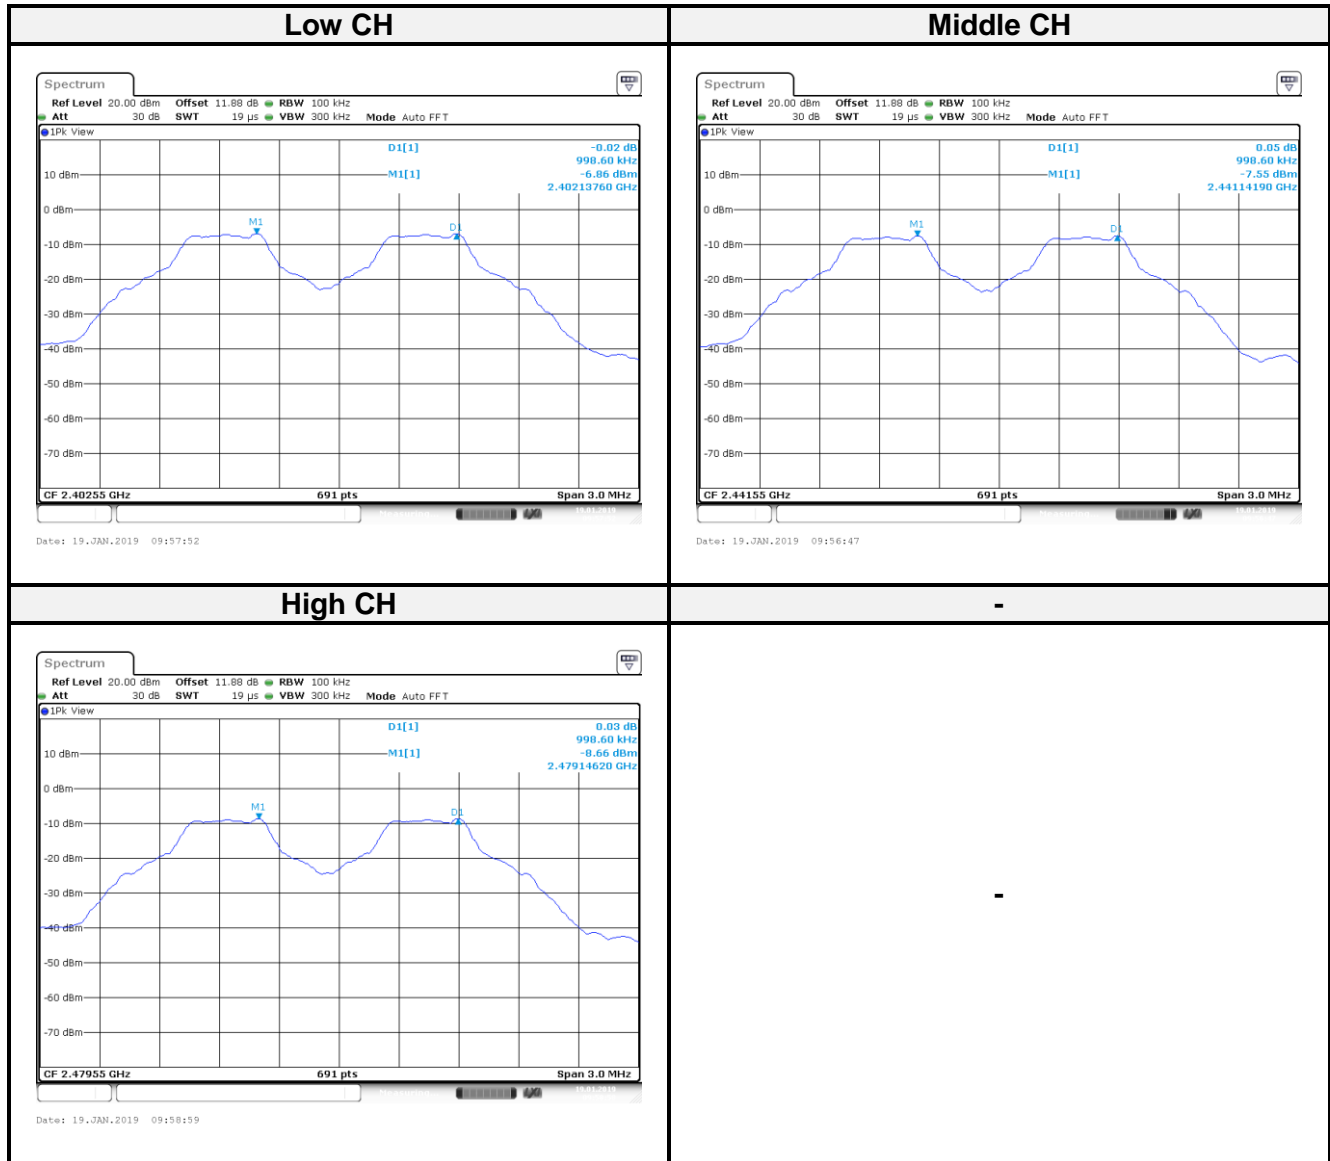 Low CH
Middle CH
Spectrum
Ref Level 20.00 dBm Offset 11.88 dB RBW 100 kHz
Att 30 dB SWT 19 µs VBW 300 kHz Mode Auto FFT
1Pk View
D1[1] -0.02 dB
998.60 kHz
M1[1] -6.86 dBm
2.40213760 GHz
10 dBm
0 dBm
M1
D1
-10 dBm
-20 dBm
-30 dBm
-40 dBm
-50 dBm
-60 dBm
-70 dBm
CF 2.40255 GHz 691 pts Span 3.0 MHz
Measuring... 19.01.2019
Date: 19.JAN.2019 09:57:52
Spectrum
Ref Level 20.00 dBm Offset 11.88 dB RBW 100 kHz
Att 30 dB SWT 19 µs VBW 300 kHz Mode Auto FFT
1Pk View
D1[1] 0.05 dB
998.60 kHz
M1[1] -7.55 dBm
2.44114190 GHz
10 dBm
0 dBm
M1
D1
-10 dBm
-20 dBm
-30 dBm
-40 dBm
-50 dBm
-60 dBm
-70 dBm
CF 2.44155 GHz 691 pts Span 3.0 MHz
Measuring... 19.01.2019
Date: 19.JAN.2019 09:56:47
High CH
-
Spectrum
Ref Level 20.00 dBm Offset 11.88 dB RBW 100 kHz
Att 30 dB SWT 19 µs VBW 300 kHz Mode Auto FFT
1Pk View
D1[1] 0.03 dB
998.60 kHz
M1[1] -8.66 dBm
2.47914620 GHz
10 dBm
0 dBm
M1
D1
-10 dBm
-20 dBm
-30 dBm
-40 dBm
-50 dBm
-60 dBm
-70 dBm
CF 2.47955 GHz 691 pts Span 3.0 MHz
Measuring... 19.01.2019
Date: 19.JAN.2019 09:58:59
-